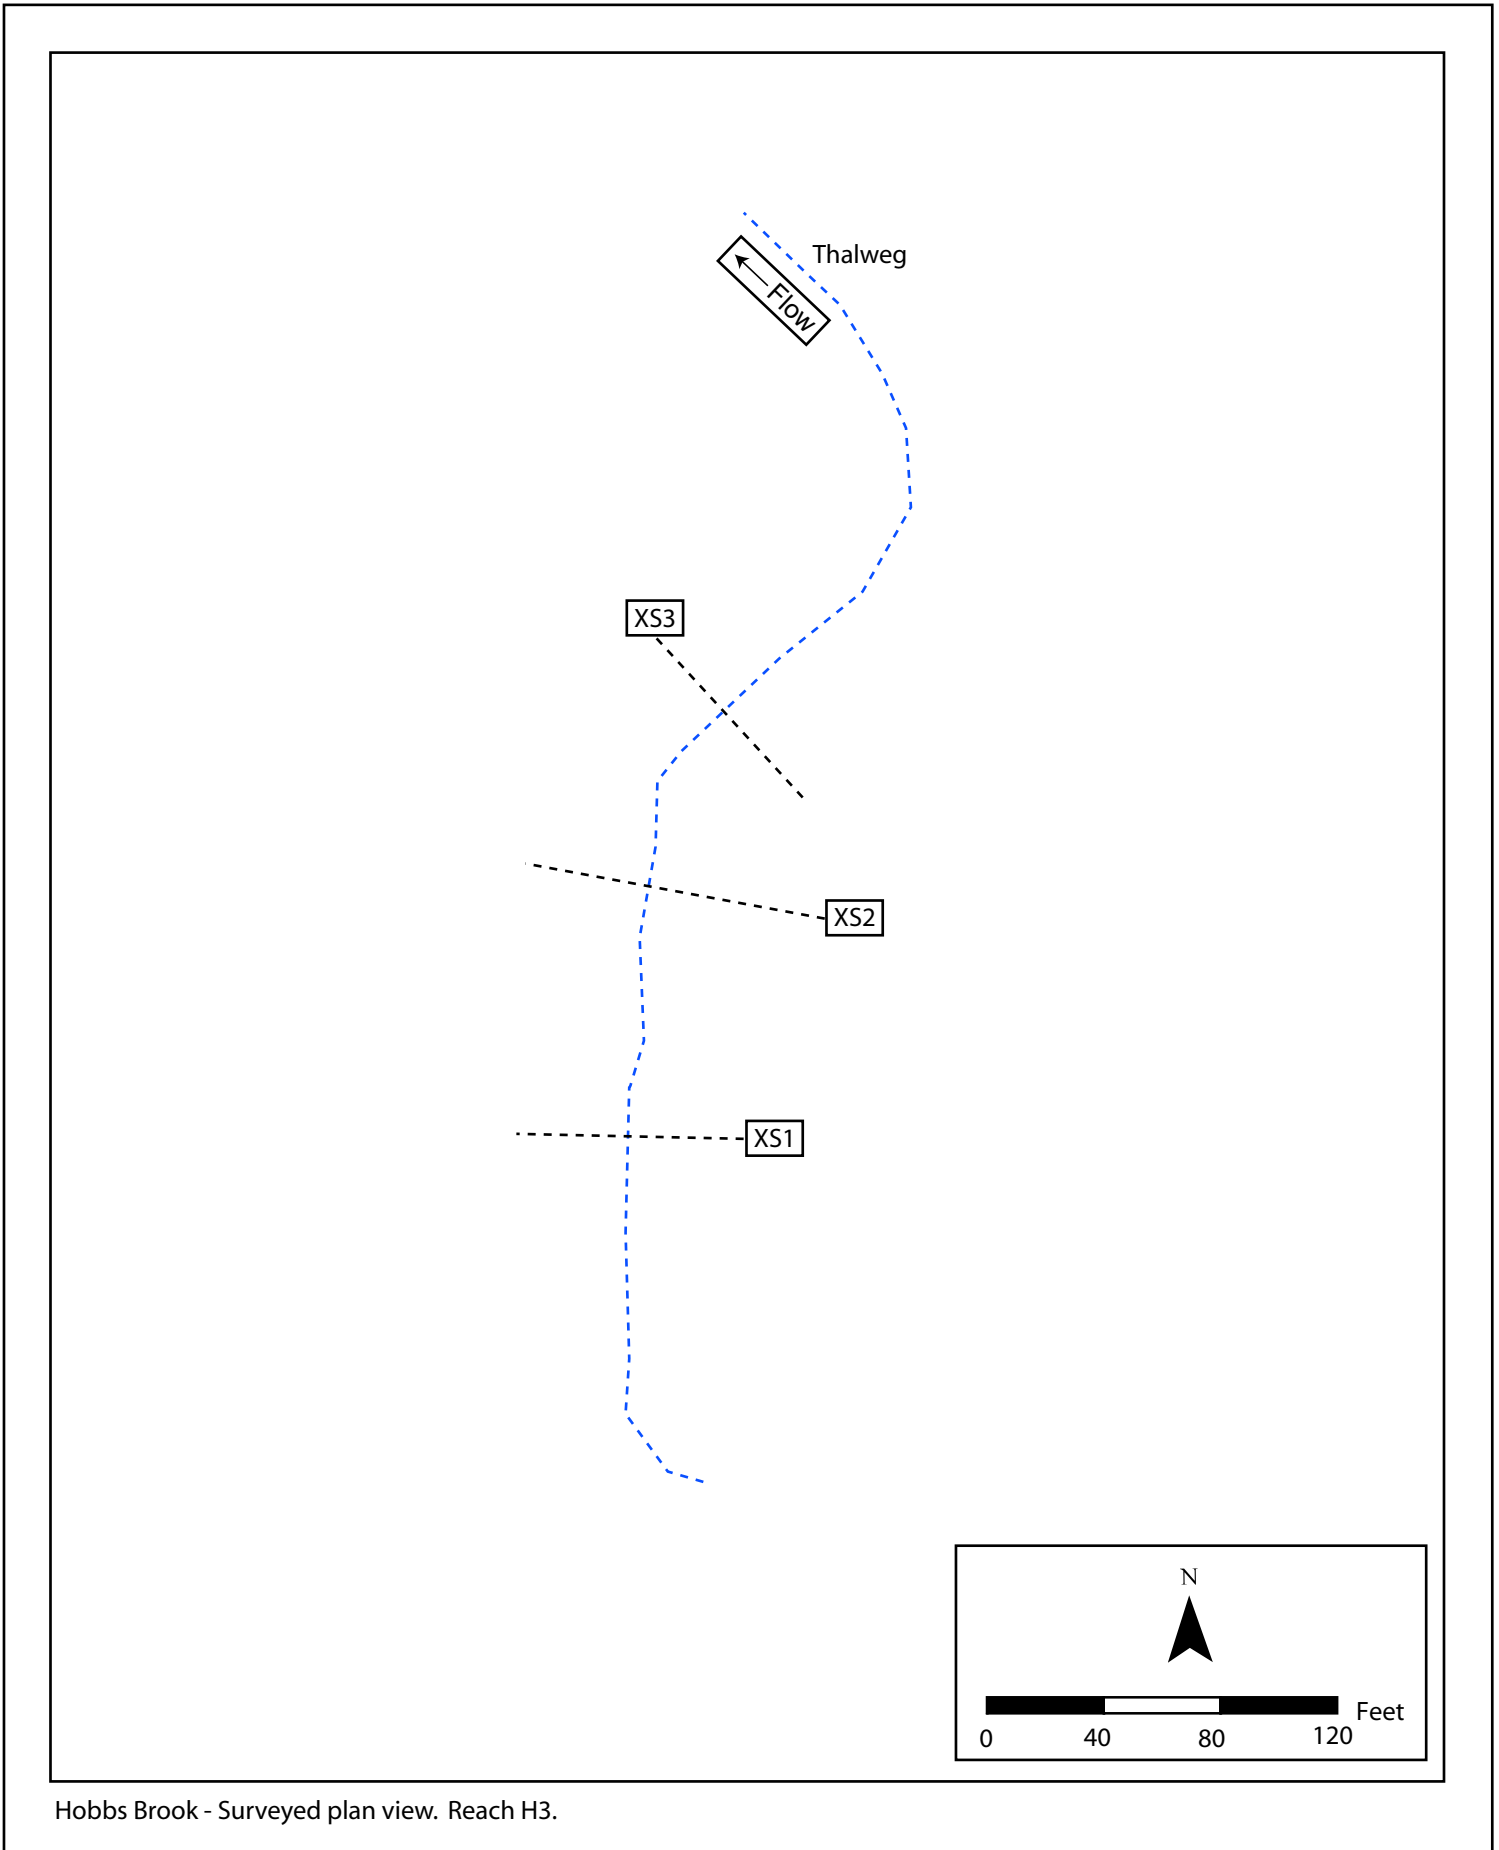 Thalweg
Flow
XS3
XS2
XS1
N
Feet
0 40 80 120
Hobbs Brook - Surveyed plan view. Reach H3.